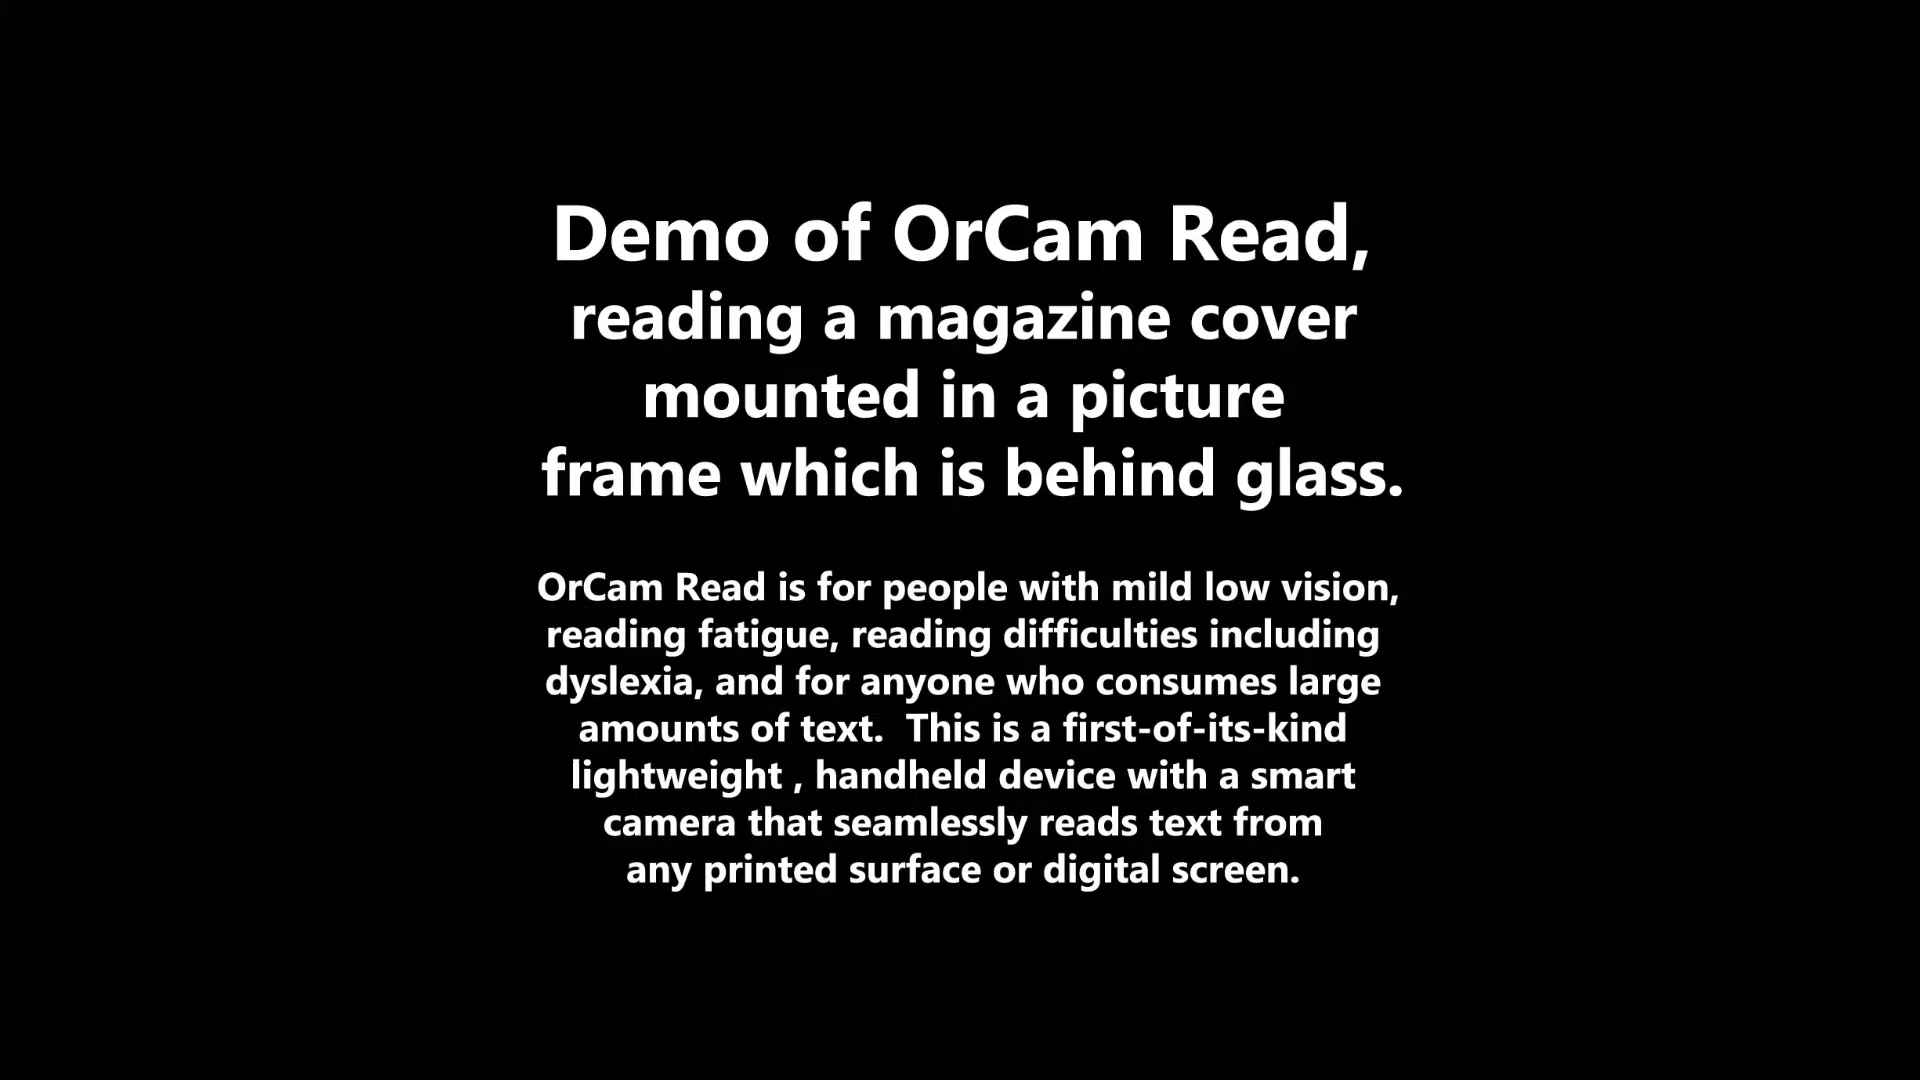 Demo of OrCam Read,
reading a magazine cover
mounted in a picture
frame which is behind glass.
OrCam Read is for people with mild low vision,
reading fatigue, reading difficulties including
dyslexia, and for anyone who consumes large
amounts of text.  This is a first-of-its-kind
lightweight , handheld device with a smart
camera that seamlessly reads text from
any printed surface or digital screen.